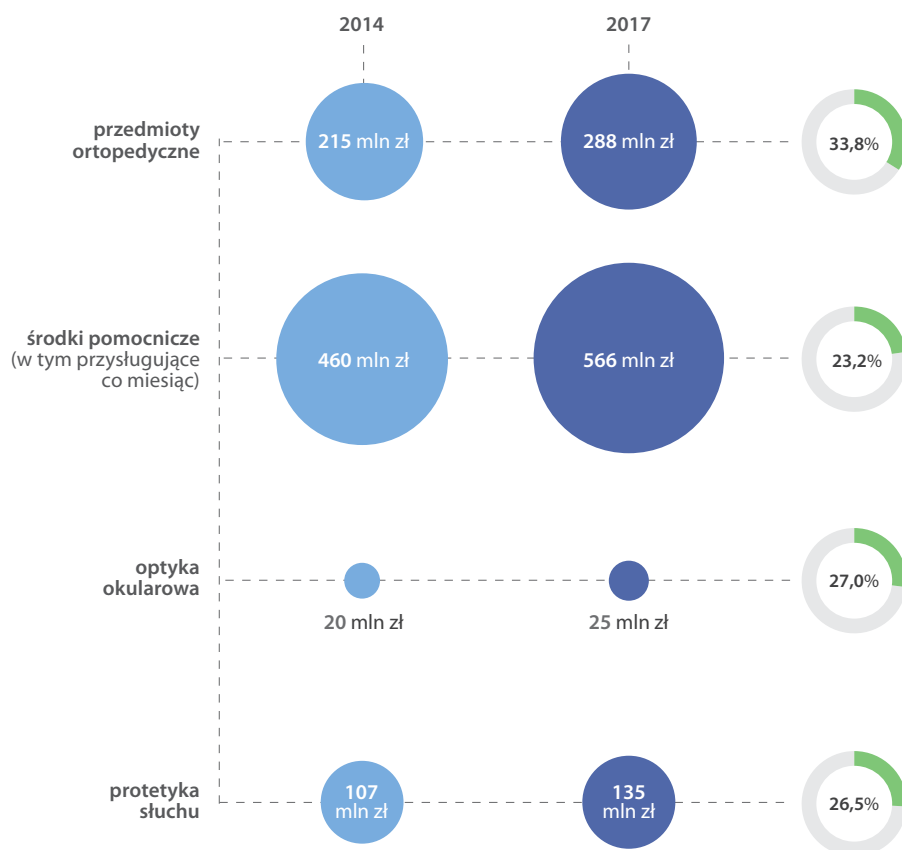 2014
2017
przedmioty
ortopedyczne
215 mln zł
288 mln zł
33,8%
środki pomocnicze
(w tym przysługujące
co miesiąc)
460 mln zł
566 mln zł
23,2%
optyka
okularowa
20 mln zł
25 mln zł
27,0%
protetyka
słuchu
107
mln zł
135
mln zł
26,5%